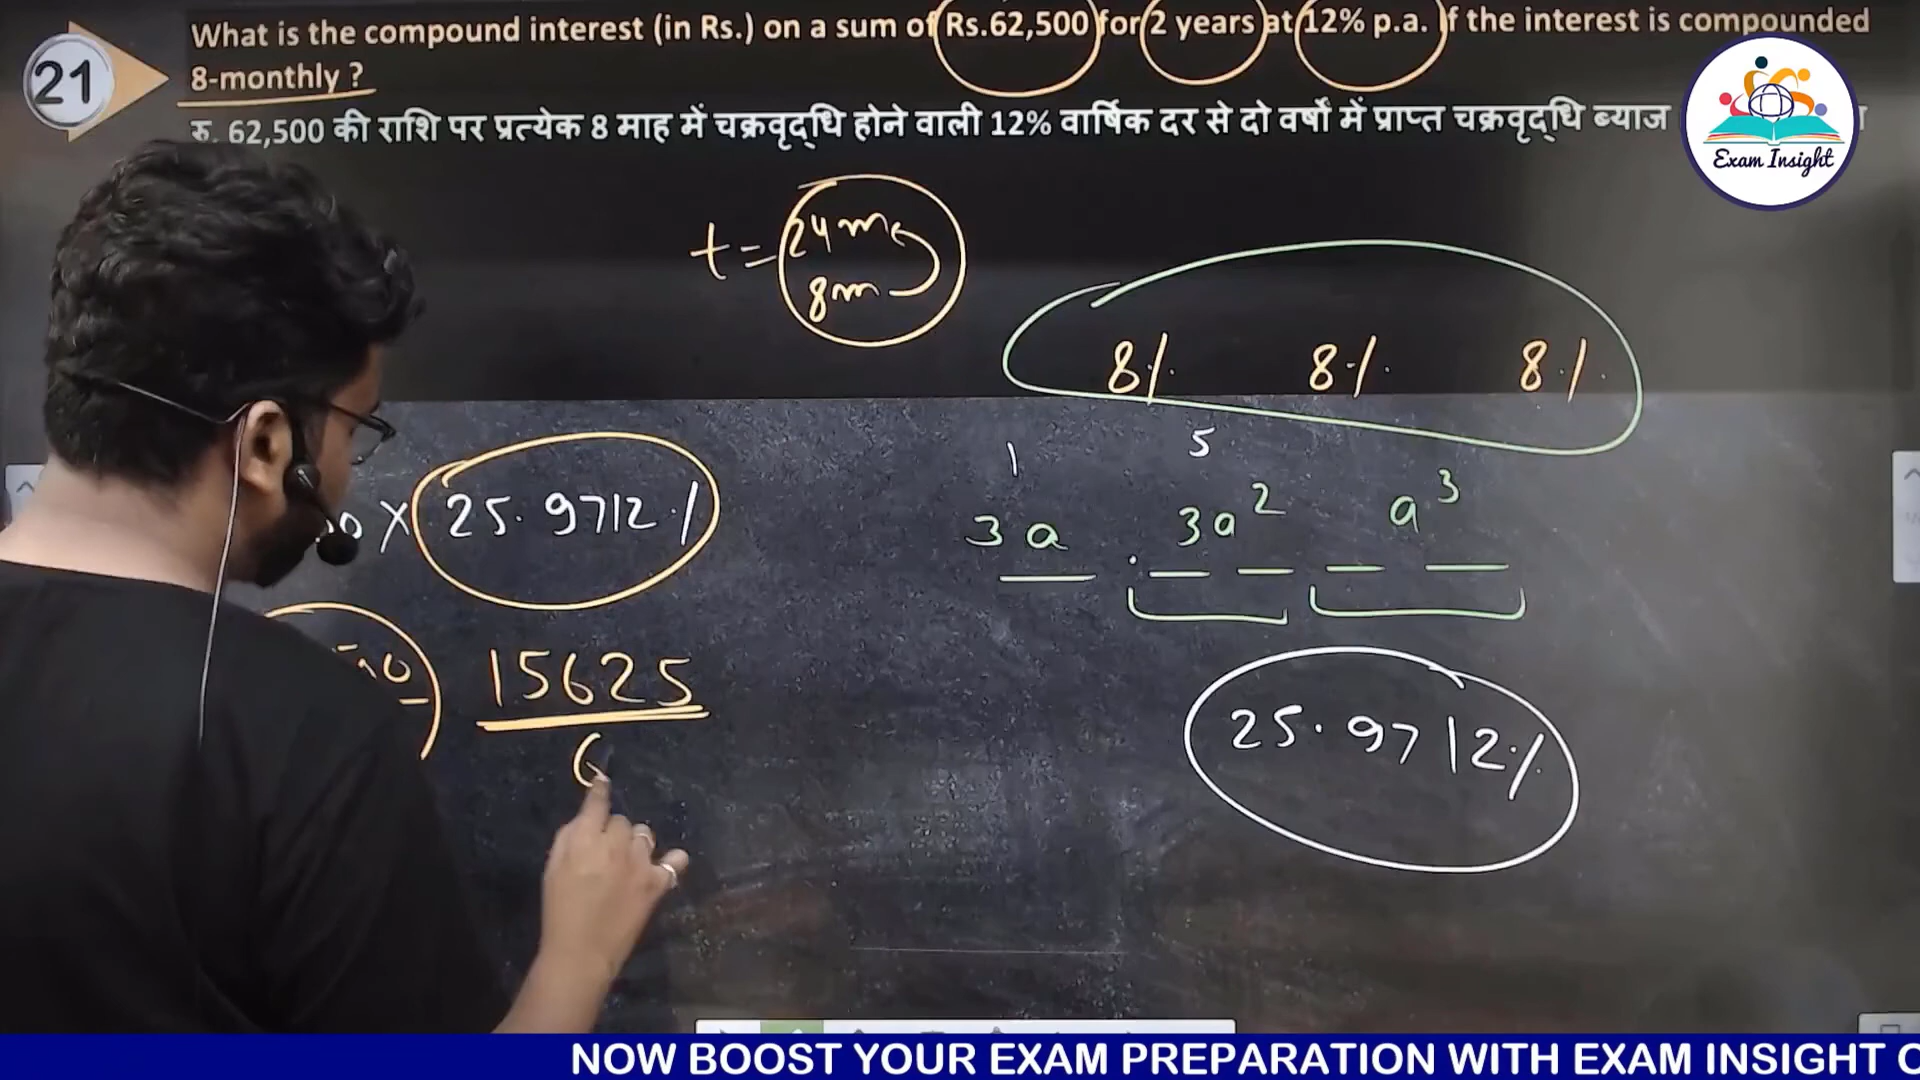 What is the compound interest (in Rs.) on a sum of Rs.62,500 for 2 years at 12% p.a. If the interest is compounded
21
8-monthly ?
रु. 62,500 की राशि पर प्रत्येक 8 माह में चक्रवृद्धि होने वाली 12% वार्षिक दर से दो वर्षों में प्राप्त चक्रवृद्धि ब्याज
Exam Insight
t = 24m
8m
8% 8% 8%
1 5
3a 3a² a³
0 X 25.9712%
15625
6
25.9712%
NOW BOOST YOUR EXAM PREPARATION WITH EXAM INSIGHT